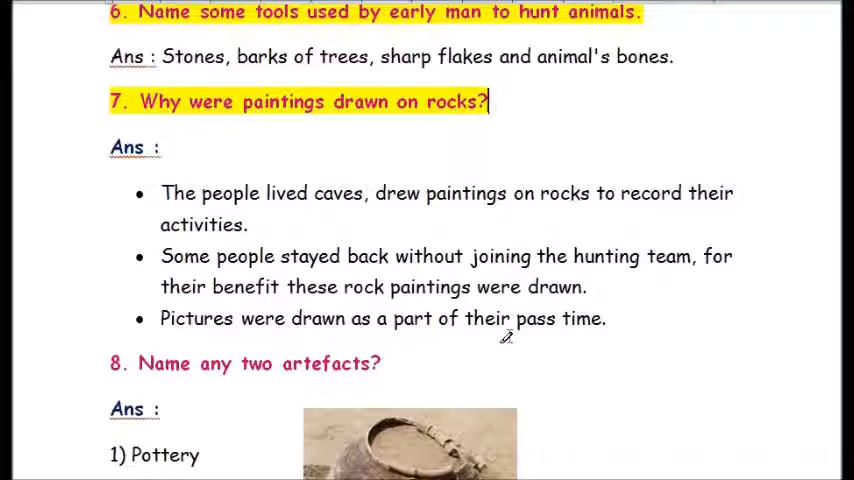 6. Name some tools used by early man to hunt animals.
Ans : Stones, barks of trees, sharp flakes and animal's bones.
7. Why were paintings drawn on rocks?
Ans :
• The people lived caves, drew paintings on rocks to record their
activities.
• Some people stayed back without joining the hunting team, for
their benefit these rock paintings were drawn.
• Pictures were drawn as a part of their pass time.
8. Name any two artefacts?
Ans :
1) Pottery